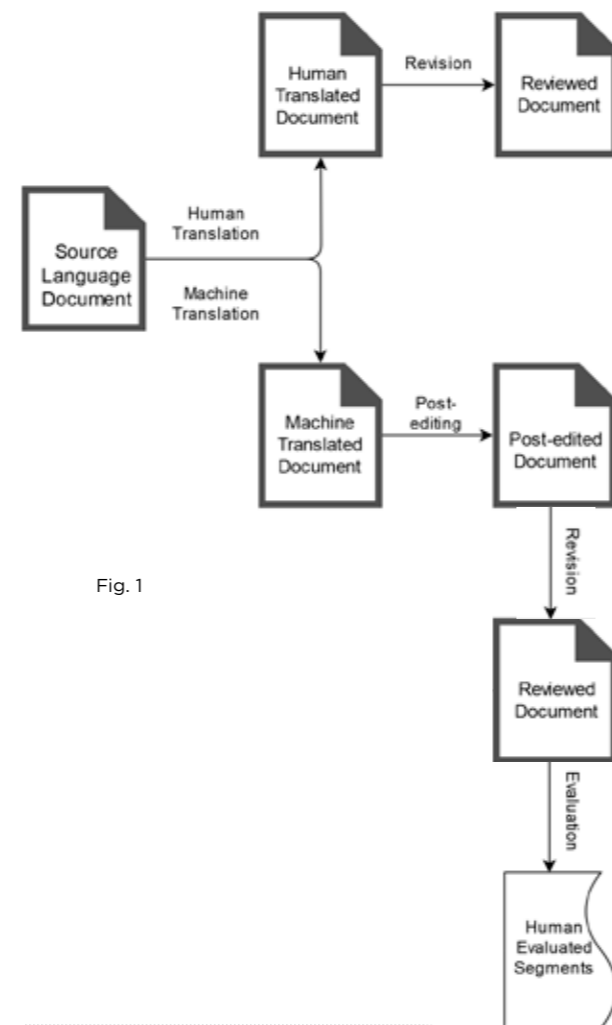 Human
Translated
Document
Revision
Reviewed
Document
Source
Language
Document
Human
Translation
Machine
Translation
Machine
Translated
Document
Post-
editing
Post-edited
Document
Fig. 1
Revision
Reviewed
Document
Evaluation
Human
Evaluated
Segments